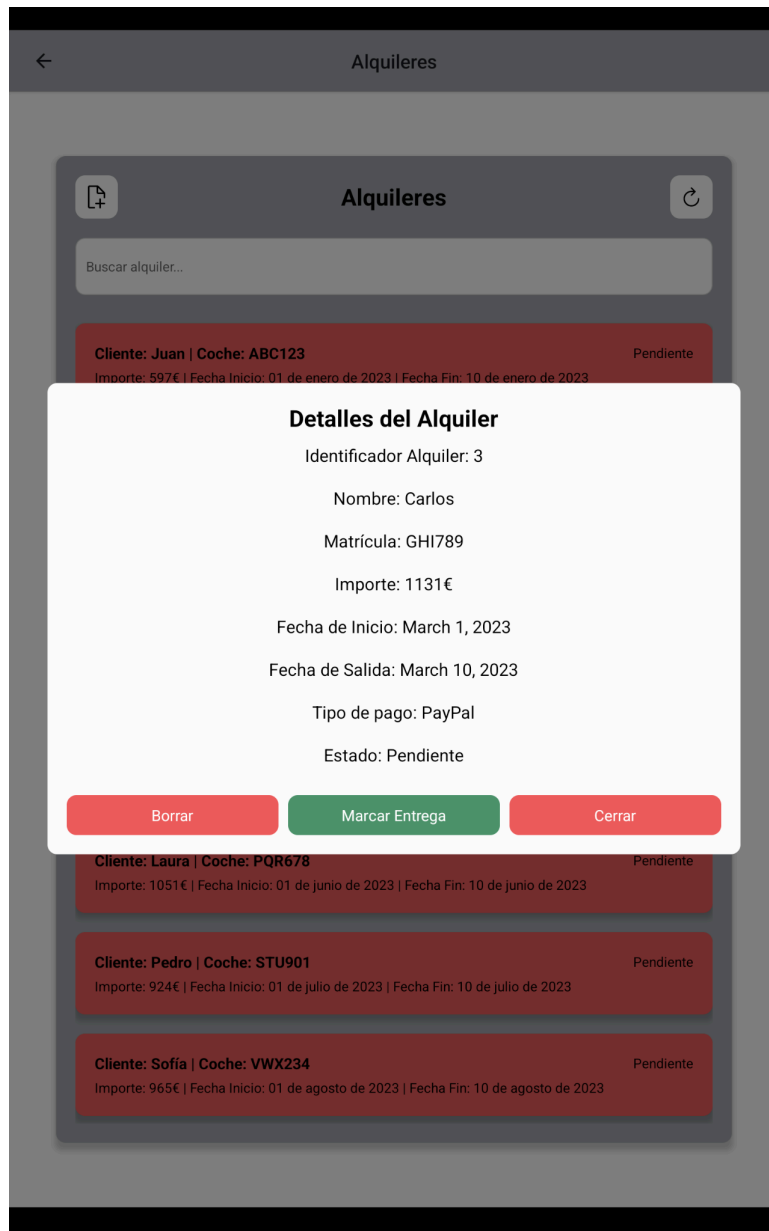 Alquileres
Alquileres
Buscar alquiler...
Cliente: Juan | Coche: ABC123
Pendiente
Importe: 597€ | Fecha Inicio: 01 de enero de 2023 | Fecha Fin: 10 de enero de 2023
Detalles del Alquiler
Identificador Alquiler: 3
Nombre: Carlos
Matrícula: GHI789
Importe: 1131€
Fecha de Inicio: March 1, 2023
Fecha de Salida: March 10, 2023
Tipo de pago: PayPal
Estado: Pendiente
Borrar
Marcar Entrega
Cerrar
Cliente: Laura | Coche: PQR678
Pendiente
Importe: 1051€ | Fecha Inicio: 01 de junio de 2023 | Fecha Fin: 10 de junio de 2023
Cliente: Pedro | Coche: STU901
Pendiente
Importe: 924€ | Fecha Inicio: 01 de julio de 2023 | Fecha Fin: 10 de julio de 2023
Cliente: Sofía | Coche: VWX234
Pendiente
Importe: 965€ | Fecha Inicio: 01 de agosto de 2023 | Fecha Fin: 10 de agosto de 2023